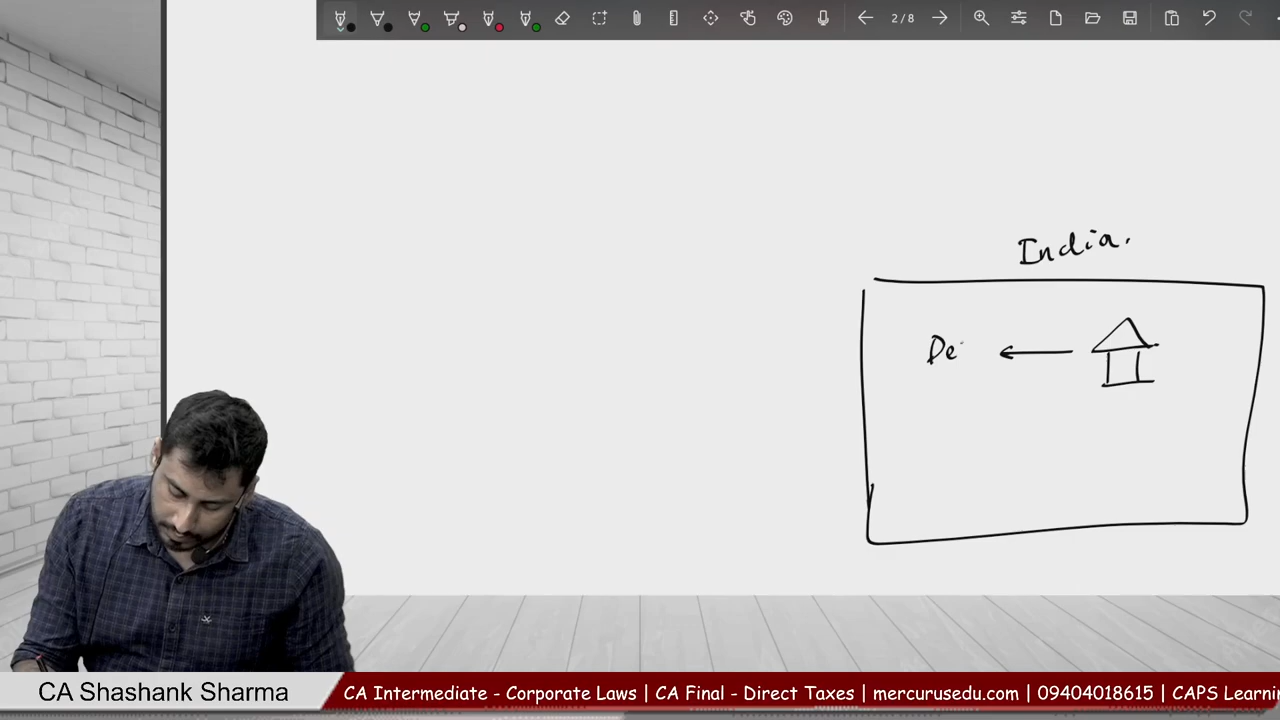 2/8
India.
De
CA Shashank Sharma
CA Intermediate - Corporate Laws | CA Final - Direct Taxes | mercurusedu.com | 09404018615 | CAPS Learni